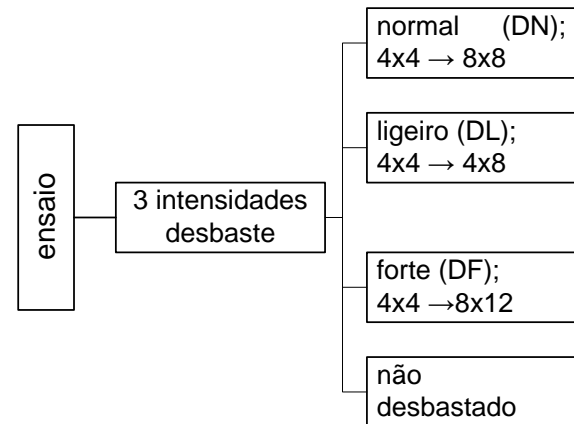 ensaio
3 intensidades
desbaste
normal (DN);
4x4 → 8x8
ligeiro (DL);
4x4 → 4x8
forte (DF);
4x4 →8x12
não
desbastado